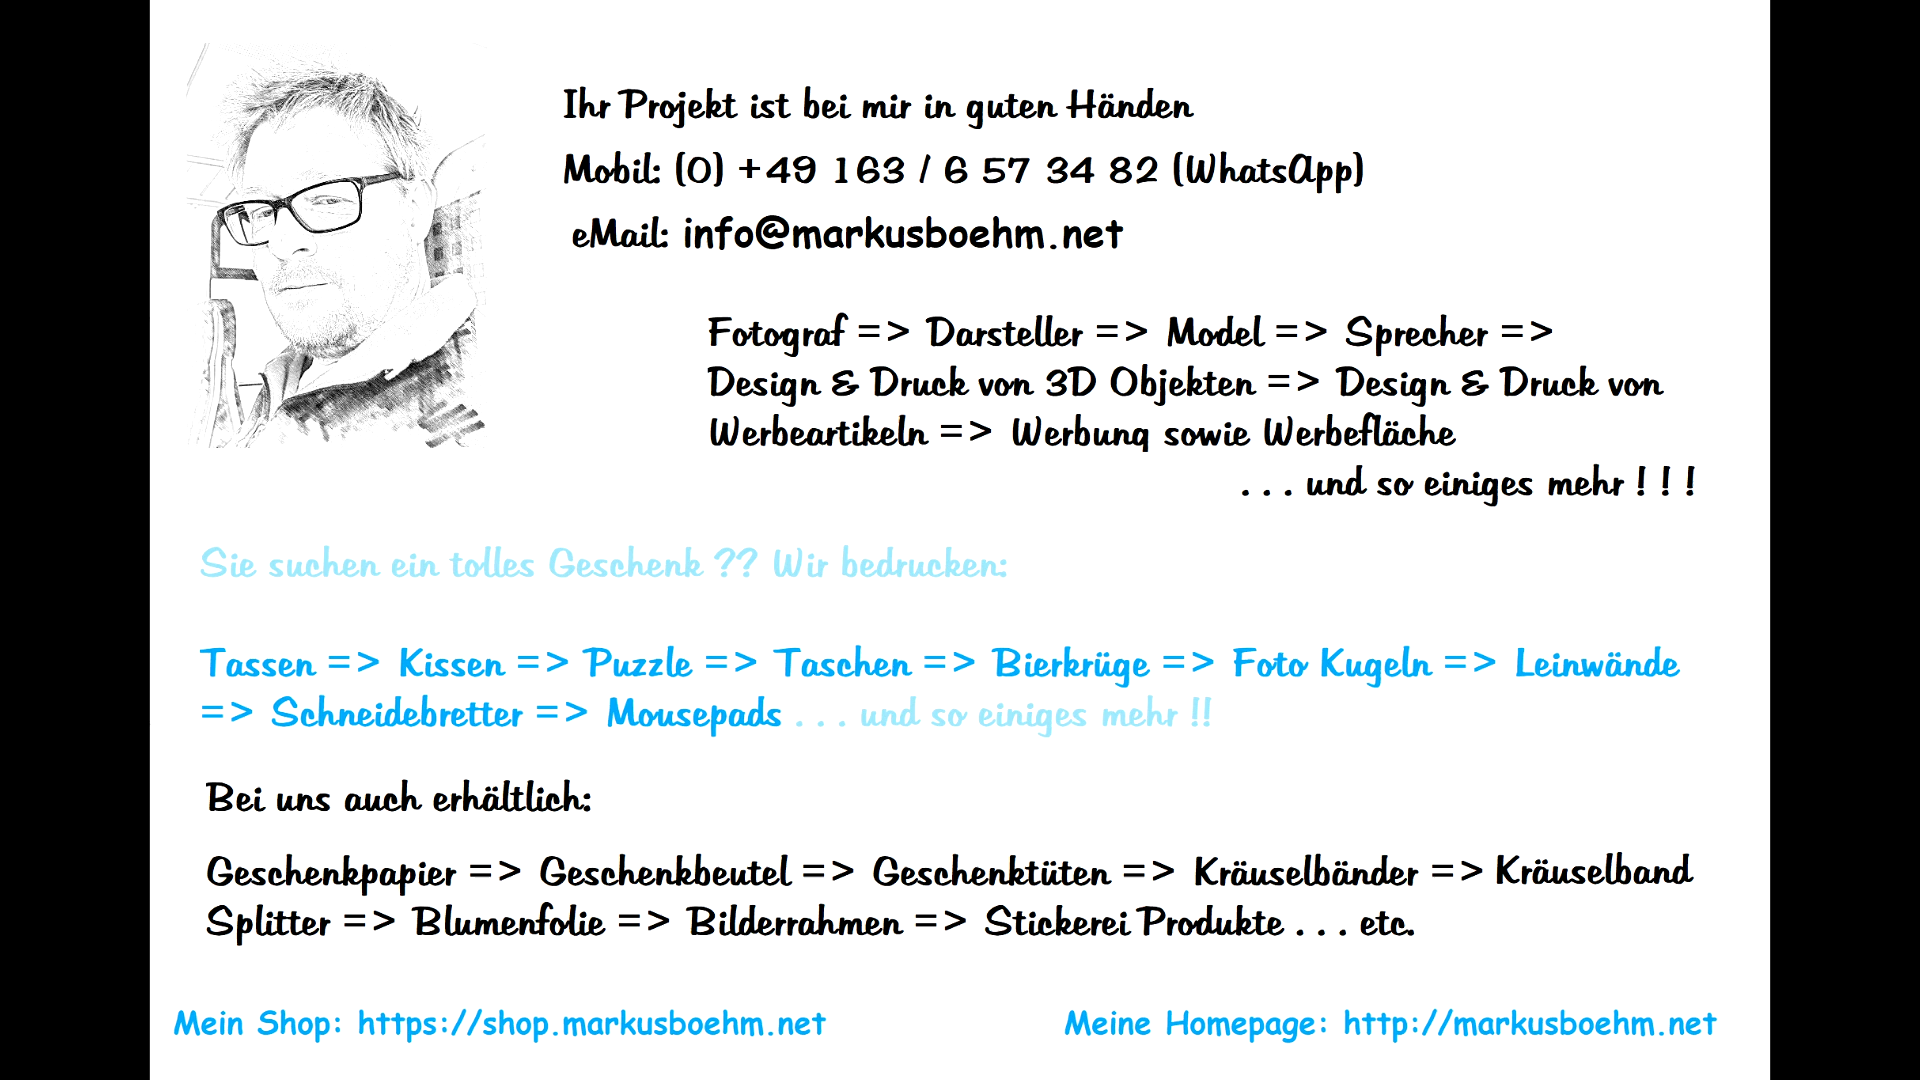 Ihr Projekt ist bei mir in guten Händen
Mobil: (0) +49 163 / 6 57 34 82 (WhatsApp)
eMail: info@markusboehm.net
Fotograf => Darsteller => Model => Sprecher =>
Design & Druck von 3D Objekten => Design & Druck von
Werbeartikeln => Werbung sowie Werbefläche
. . . und so einiges mehr ! ! !
Sie suchen ein tolles Geschenk ?? Wir bedrucken:
Tassen => Kissen => Puzzle => Taschen => Bierkrüge => Foto Kugeln => Leinwände
=> Schneidebretter => Mousepads . . . und so einiges mehr !!
Bei uns auch erhältlich:
Geschenkpapier => Geschenkbeutel => Geschenktüten => Kräuselbänder => Kräuselband
Splitter => Blumenfolie => Bilderrahmen => Stickerei Produkte . . . etc.
Mein Shop: https://shop.markusboehm.net
Meine Homepage: http://markusboehm.net